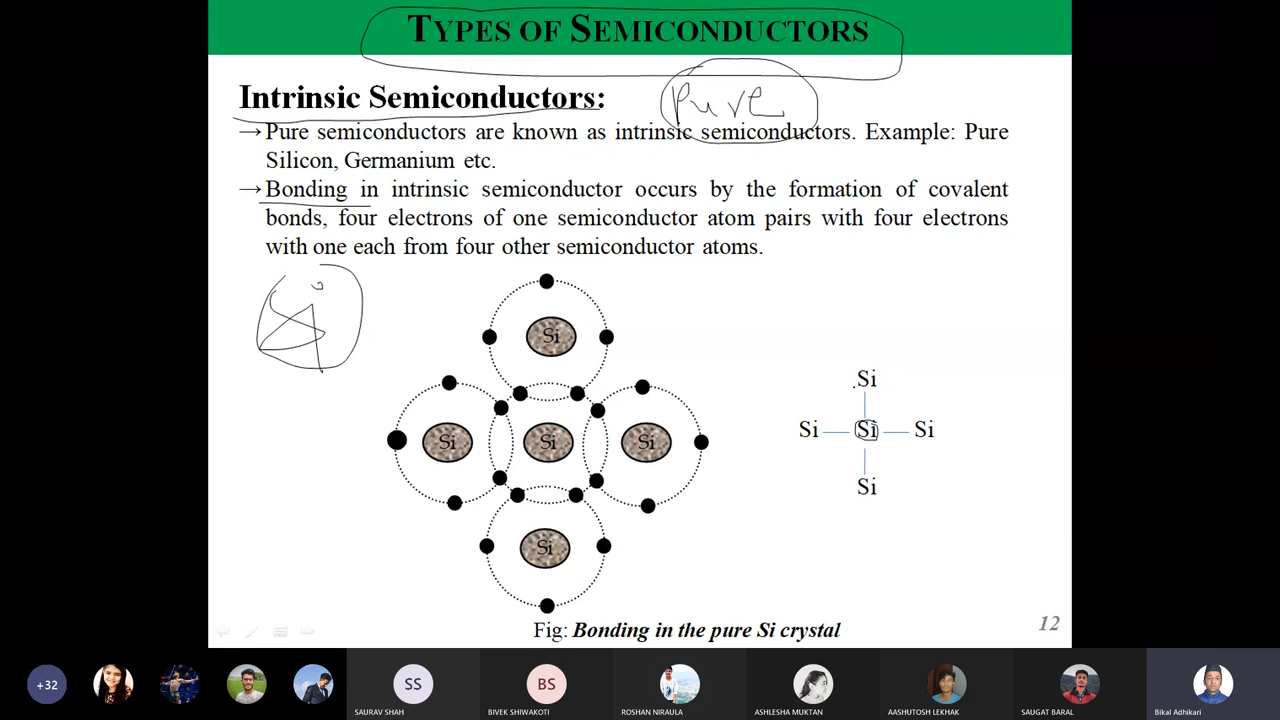 TYPES OF SEMICONDUCTORS
Intrinsic Semiconductors:
Pure
→Pure semiconductors are known as intrinsic semiconductors. Example: Pure
Silicon, Germanium etc.
→Bonding in intrinsic semiconductor occurs by the formation of covalent
bonds, four electrons of one semiconductor atom pairs with four electrons
with one each from four other semiconductor atoms.
Si
Si
Si
Si Si Si
Si Si Si
Si
Si
Fig: Bonding in the pure Si crystal
12
+32
SS
BS
SAURAV SHAH
BIVEK SHIWAKOTI
ROSHAN NIRAULA
ASHLESHA MUKTAN
AASHUTOSH LEKHAK
SAUGAT BARAL
Bikal Adhikari